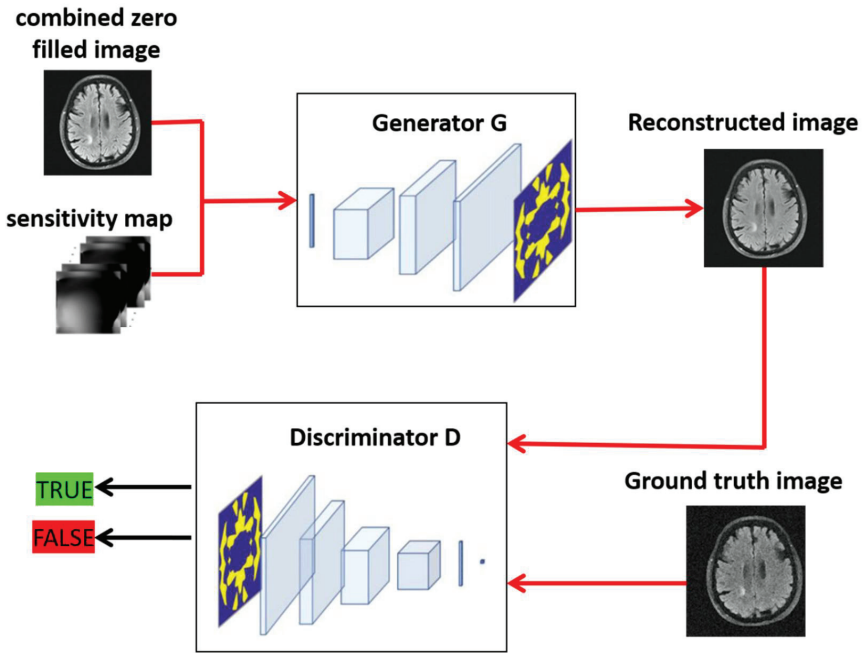 combined zero
filled image
Generator G
Reconstructed image
sensitivity map
Discriminator D
TRUE
FALSE
Ground truth image